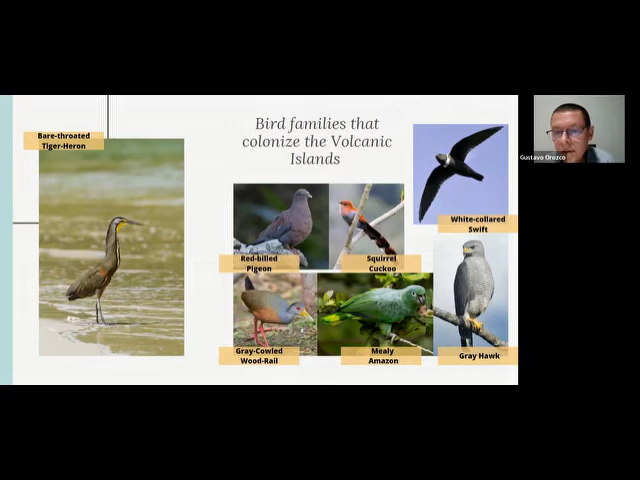 Bird families that
colonize the Volcanic
Islands
Bare-throated
Tiger-Heron
White-collared
Swift
Red-billed
Pigeon
Squirrel
Cuckoo
Gray-Cowled
Wood-Rail
Mealy
Amazon
Gray Hawk
Gustavo Orozco